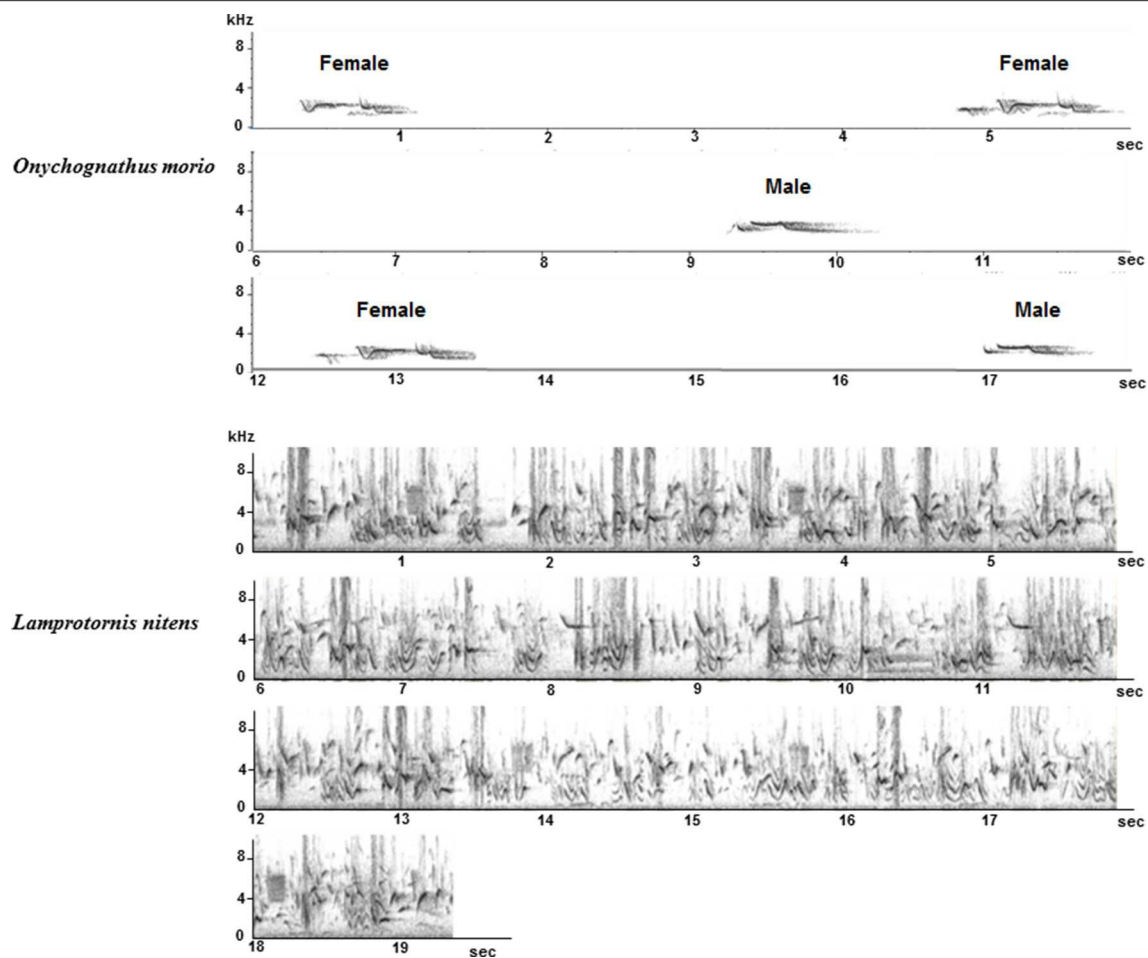 kHz
8
Female Female
4
0
1 2 3 4 5
sec
Onychognathus morio
8
Male
4
0
6 7 8 9 10 11 sec
8
Female Male
4
0
12 13 14 15 16 17 sec
kHz
8
4
0
1 2 3 4 5 sec
Lamprotornis nitens
8
4
0
6 7 8 9 10 11 sec
8
4
0
12 13 14 15 16 17 sec
8
4
0
18 19 sec